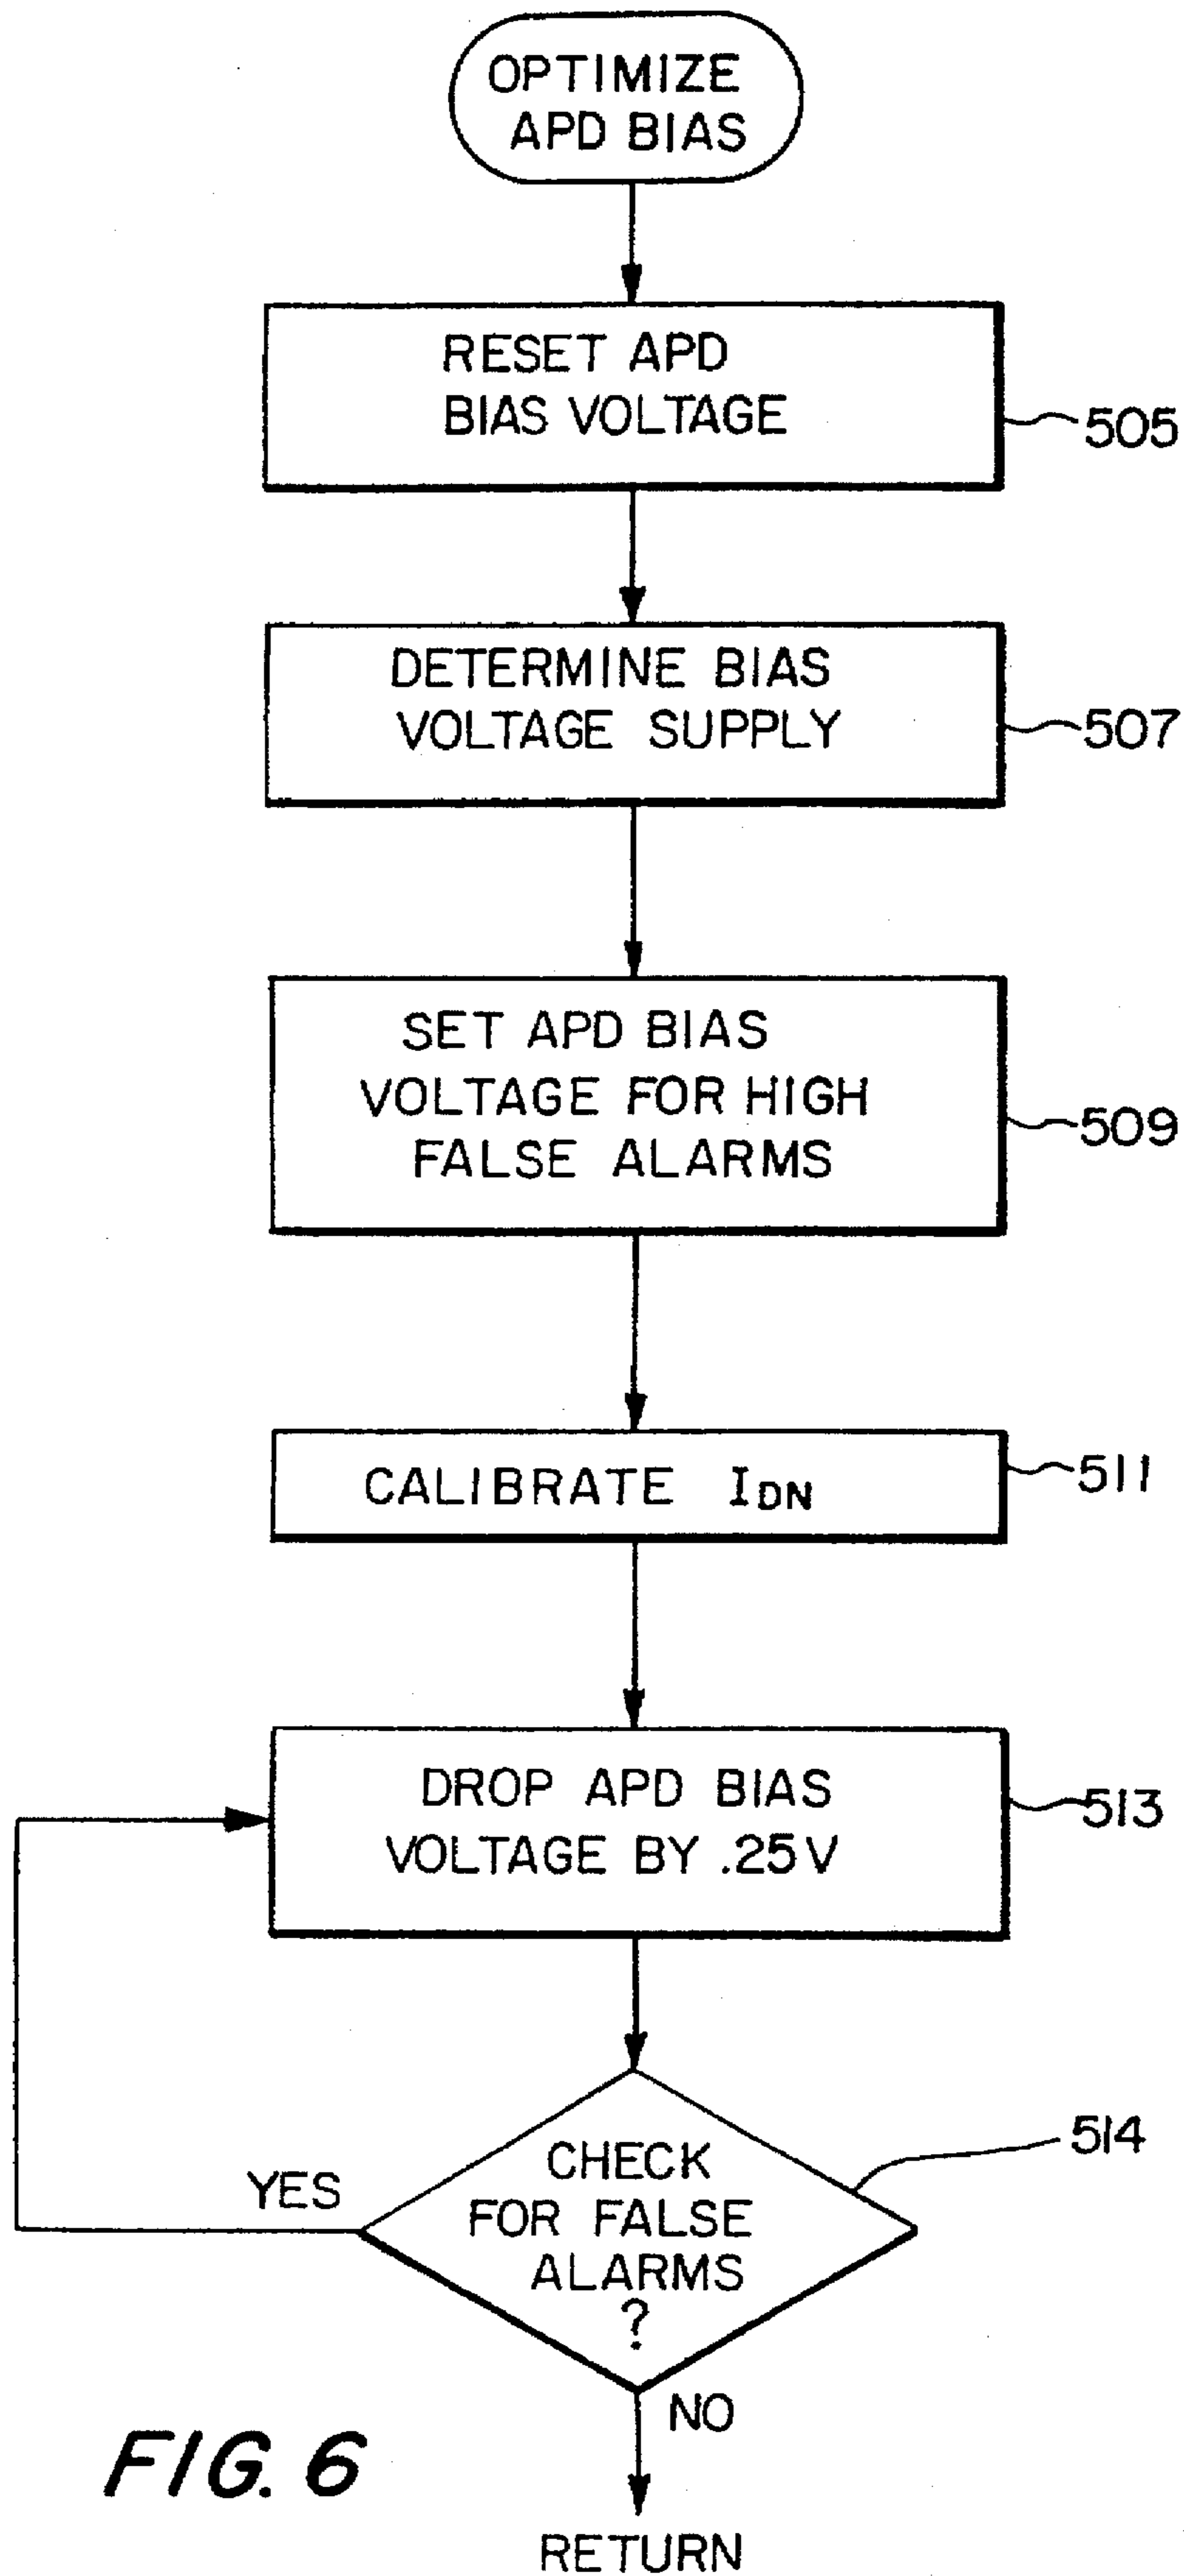 OPTIMIZE
APD BIAS
RESET APD
BIAS VOLTAGE
505
DETERMINE BIAS
VOLTAGE SUPPLY
507
SET APD BIAS
VOLTAGE FOR HIGH
FALSE ALARMS
509
CALIBRATE IDN
511
DROP APD BIAS
VOLTAGE BY .25V
513
CHECK
FOR FALSE
ALARMS
?
514
YES
NO
FIG. 6
RETURN